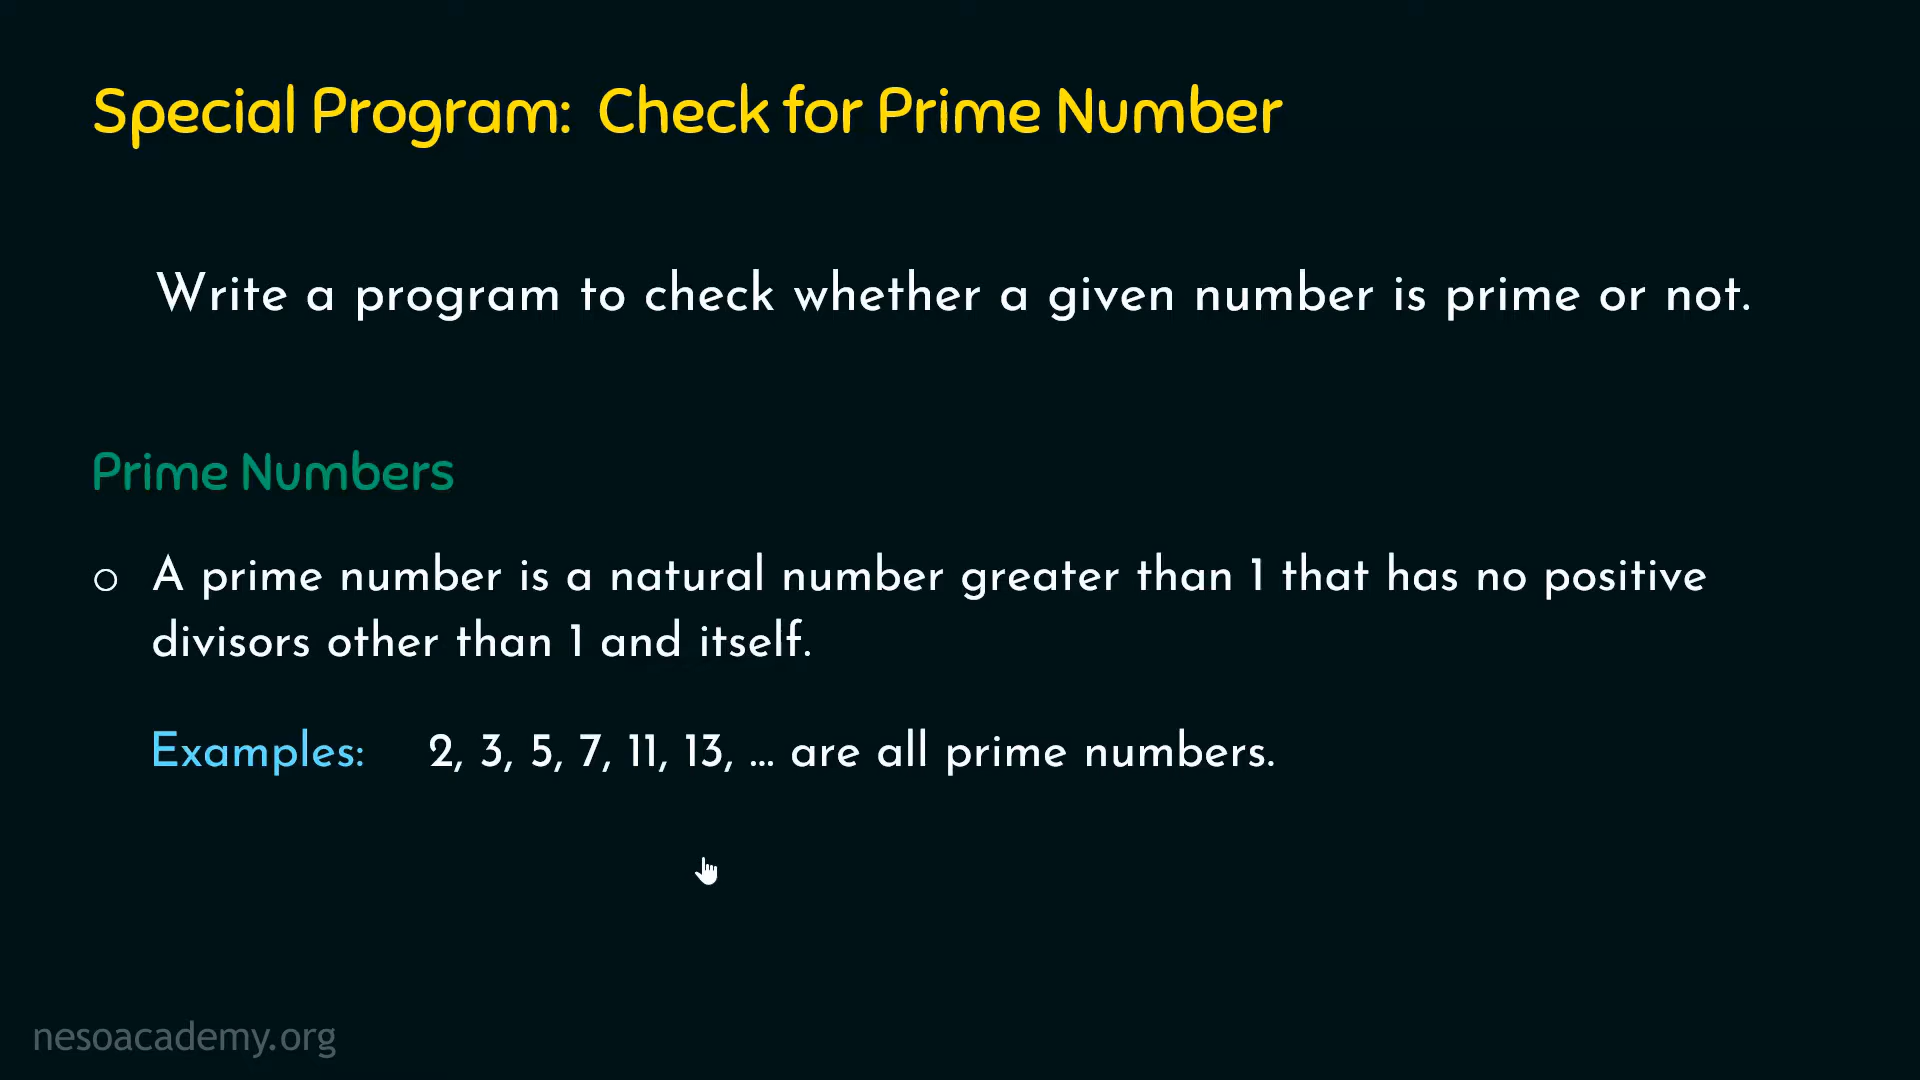 Special Program: Check for Prime Number
Write a program to check whether a given number is prime or not.
Prime Numbers
○ A prime number is a natural number greater than 1 that has no positive
divisors other than 1 and itself.
Examples: 2, 3, 5, 7, 11, 13, ... are all prime numbers.
nesoacademy.org